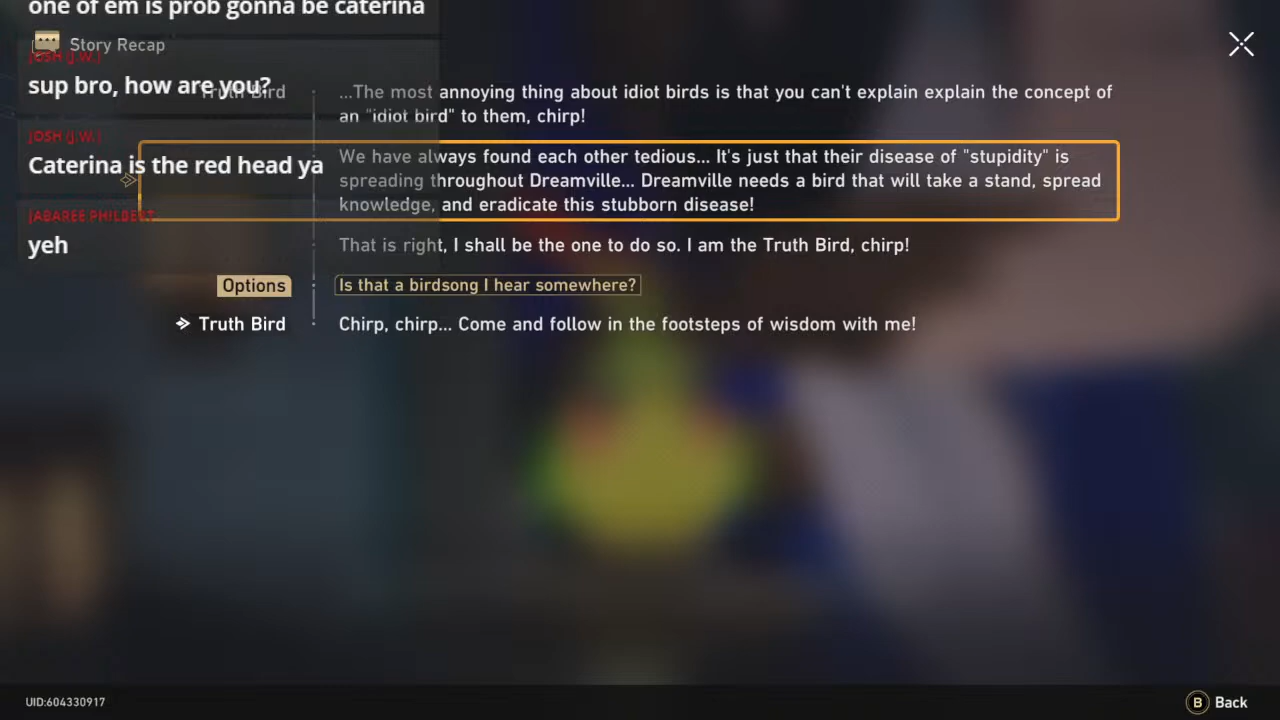 one of em is prob gonna be caterina
Story Recap
JOSH (J.W.)
sup bro, how are you?
Truth Bird
...The most annoying thing about idiot birds is that you can't explain explain the concept of
an "idiot bird" to them, chirp!
JOSH (J.W.)
Caterina is the red head ya
We have always found each other tedious... It's just that their disease of "stupidity" is
spreading throughout Dreamville... Dreamville needs a bird that will take a stand, spread
knowledge, and eradicate this stubborn disease!
JABAREE PHILBERT
yeh
That is right, I shall be the one to do so. I am the Truth Bird, chirp!
Options
Is that a birdsong I hear somewhere?
Truth Bird
Chirp, chirp... Come and follow in the footsteps of wisdom with me!
UID:604330917
B Back